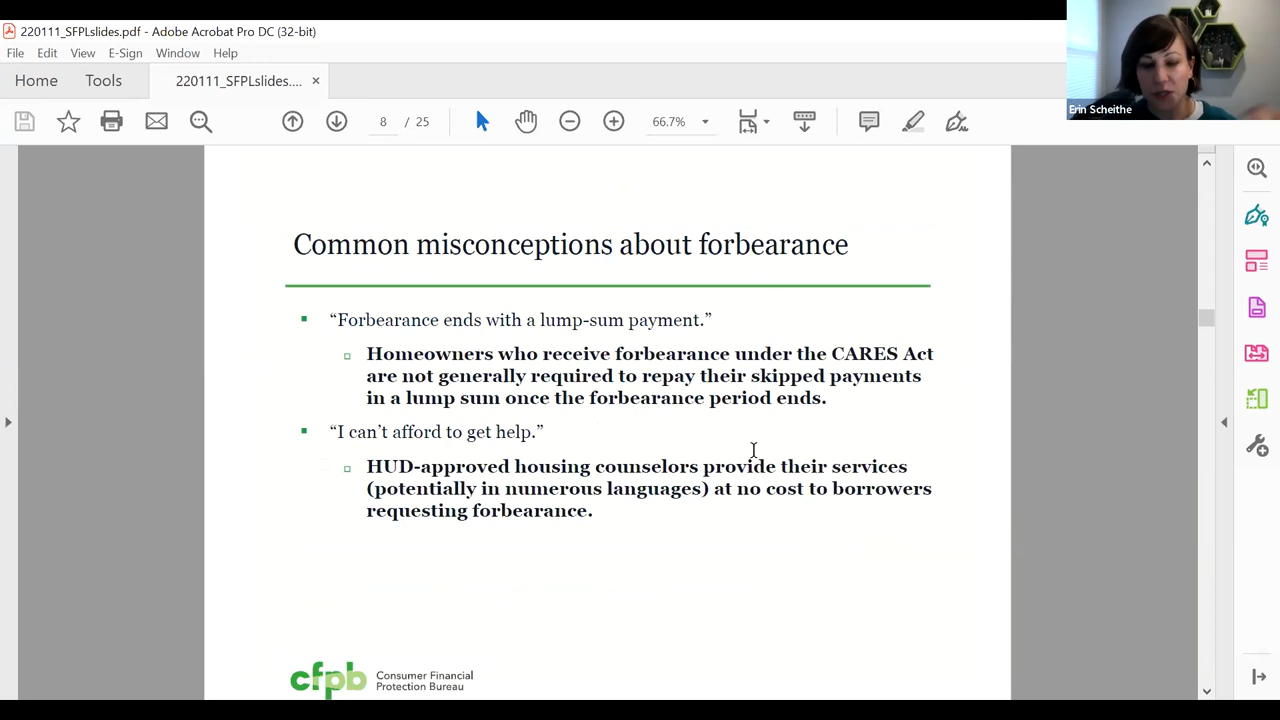 220111_SFPLslides.pdf - Adobe Acrobat Pro DC (32-bit)
File Edit View E-Sign Window Help
Home Tools 220111_SFPLslides.... ×
8 / 25 66.7%
Erin Scheithe
Common misconceptions about forbearance
▪ “Forbearance ends with a lump-sum payment.”
▫ Homeowners who receive forbearance under the CARES Act
are not generally required to repay their skipped payments
in a lump sum once the forbearance period ends.
▪ “I can’t afford to get help.”
▫ HUD-approved housing counselors provide their services
(potentially in numerous languages) at no cost to borrowers
requesting forbearance.
cfpb Consumer Financial
Protection Bureau